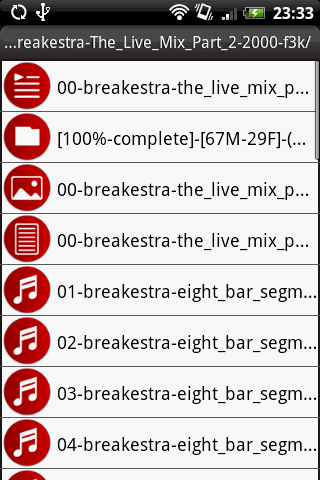 23:33
...reakestra-The_Live_Mix_Part_2-2000-f3k/
00-breakestra-the_live_mix_p...
[100%-complete]-[67M-29F]-(...
00-breakestra-the_live_mix_p...
00-breakestra-the_live_mix_p...
01-breakestra-eight_bar_segm...
02-breakestra-eight_bar_segm...
03-breakestra-eight_bar_segm...
04-breakestra-eight_bar_segm...